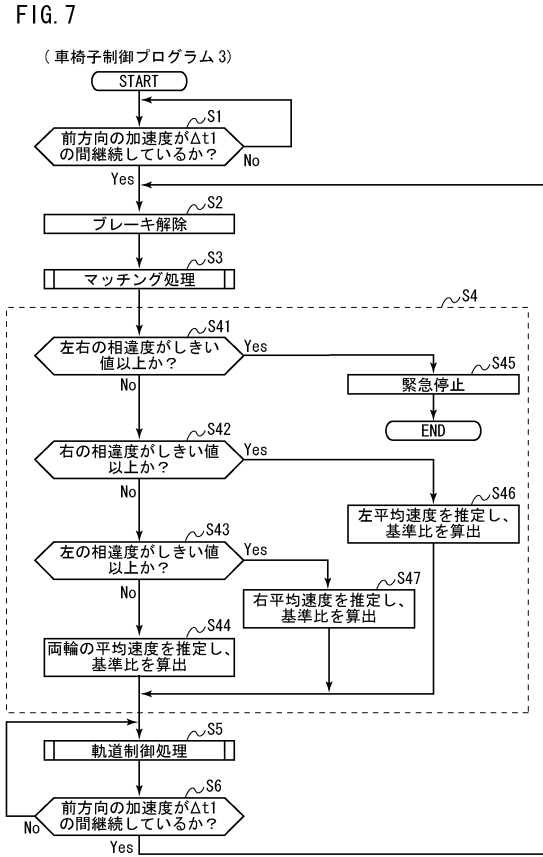 FIG. 7
(車椅子制御プログラム3)
START
S1
前方向の加速度がΔt1
の間継続しているか?
No
Yes
S2
ブレーキ解除
S3
マッチング処理
S4
S41
左右の相違度がしきい
値以上か?
Yes
No
S45
緊急停止
END
S42
右の相違度がしきい値
以上か?
Yes
No
S46
左平均速度を推定し、
基準比を算出
S43
左の相違度がしきい値
以上か?
Yes
No
S47
右平均速度を推定し、
基準比を算出
S44
両輪の平均速度を推定し、
基準比を算出
S5
軌道制御処理
S6
前方向の加速度がΔt1
の間継続しているか?
No
Yes